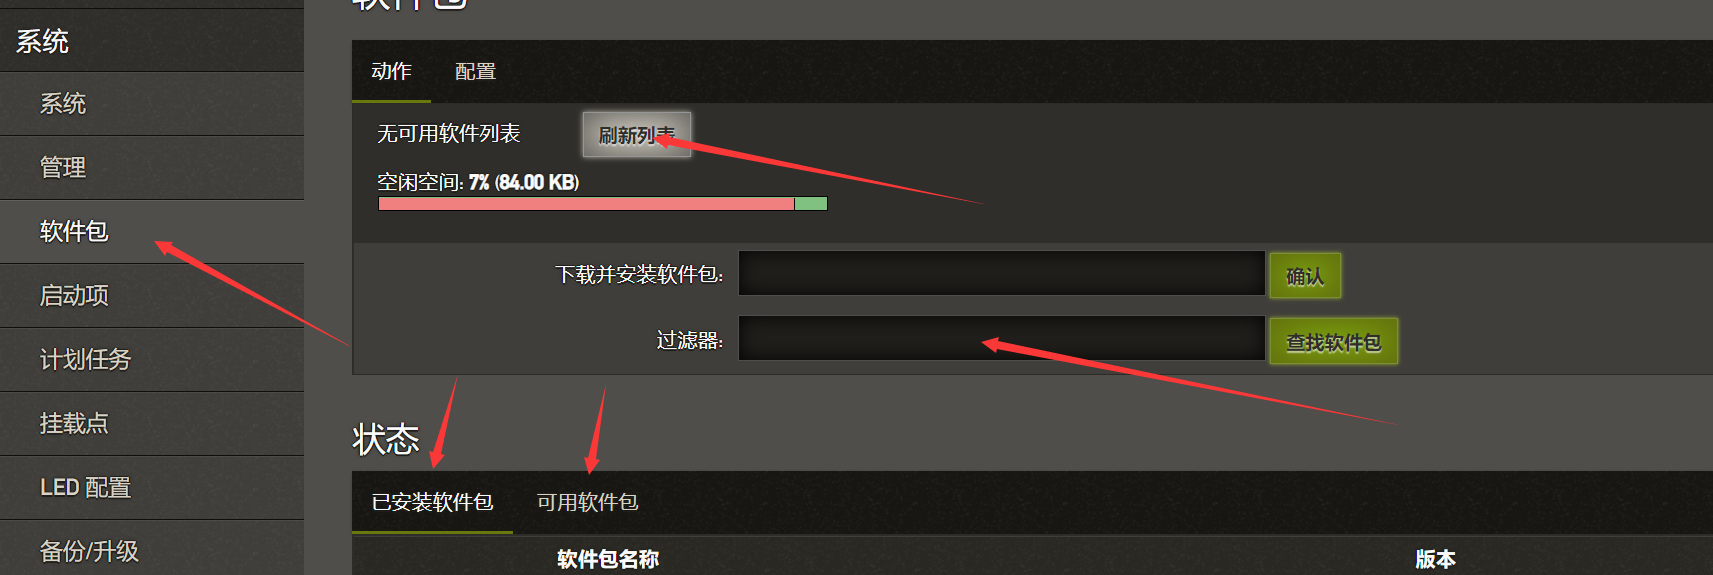 系统
系统
管理
软件包
启动项
计划任务
挂载点
LED 配置
备份/升级
软件包
动作 配置
无可用软件列表 刷新列表
空闲空间: 7% (84.00 KB)
下载并安装软件包: 确认
过滤器: 查找软件包
状态
已安装软件包 可用软件包
软件包名称 版本